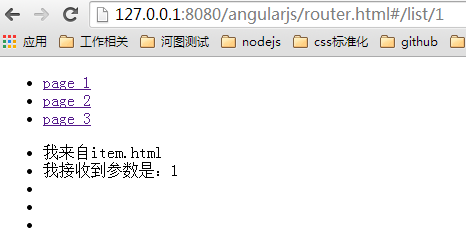 127.0.0.1:8080/angularjs/router.html#/list/1
应用 工作相关 河图测试 nodejs css标准化 github
page 1
page 2
page 3
我来自item.html
我接收到参数是：1